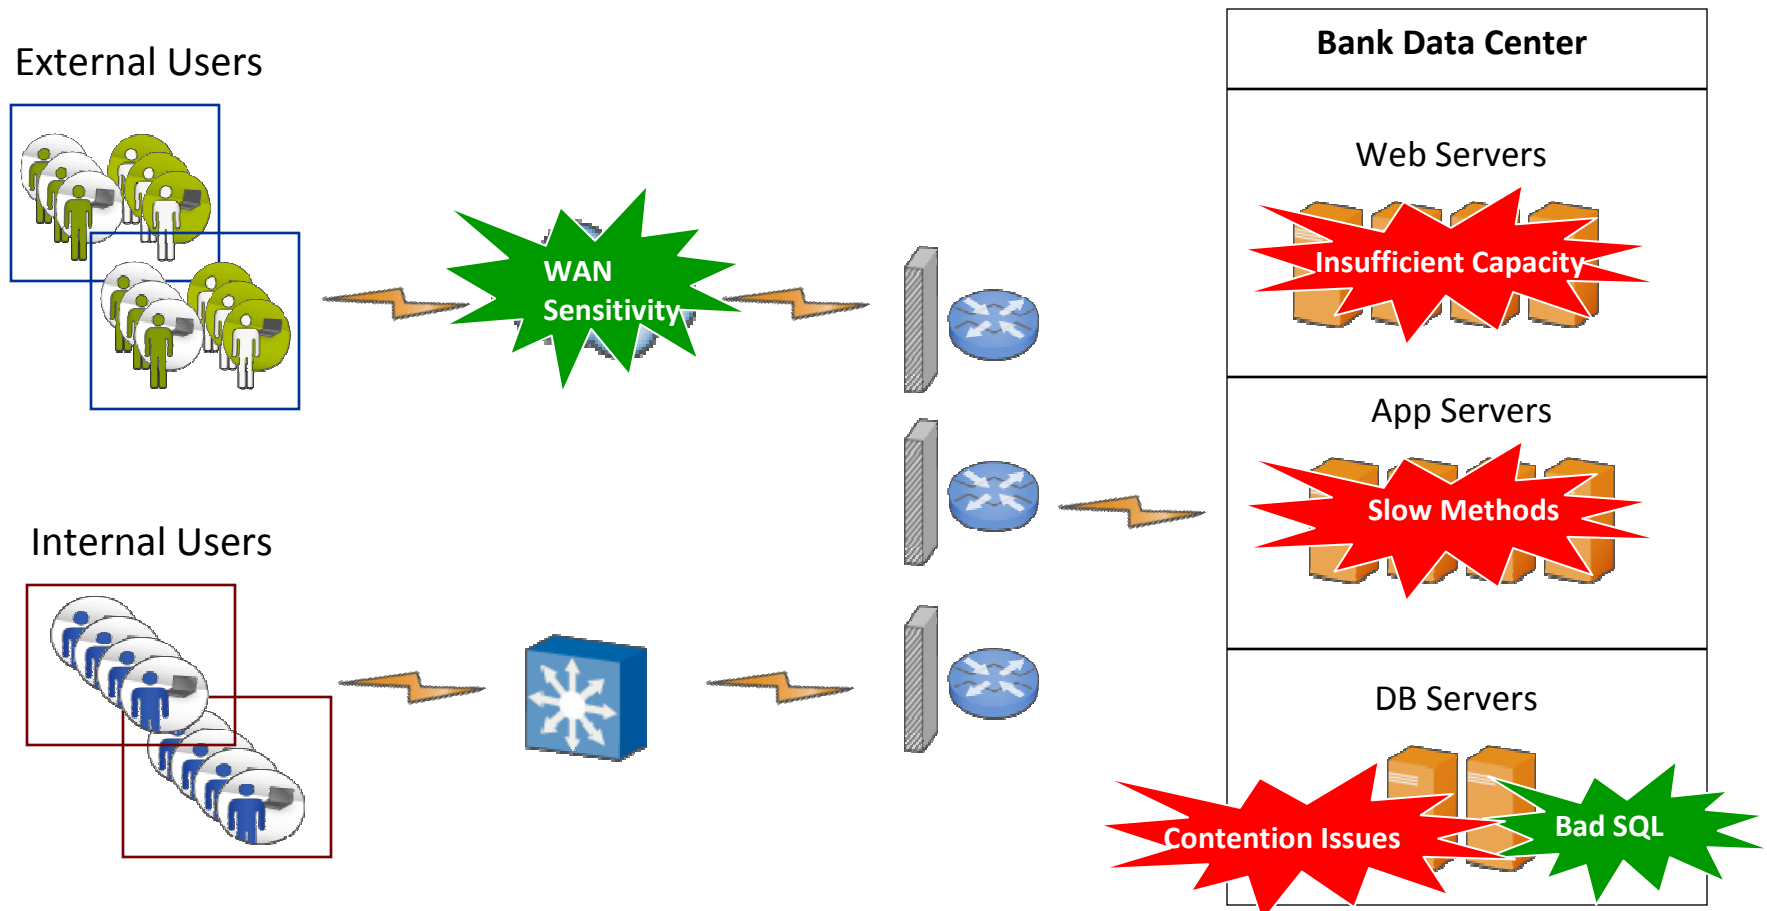 External Users
Bank Data Center
Web Servers
WAN
Sensitivity
Insufficient Capacity
App Servers
Slow Methods
Internal Users
DB Servers
Contention Issues
Bad SQL